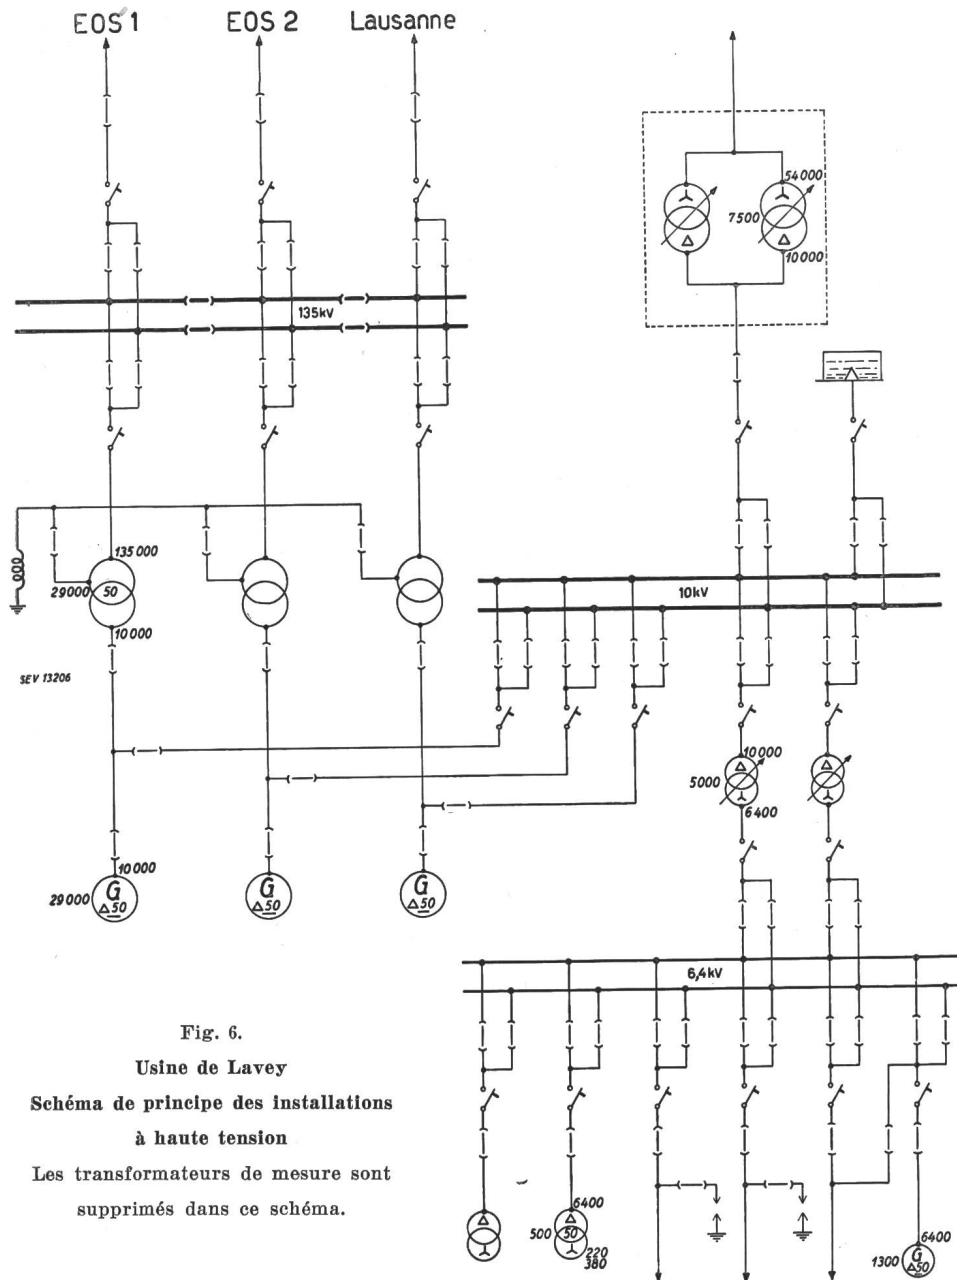 EOS 1
EOS 2
Lausanne
54000
7500
10000
135kV
135000
29000
50
10000
10kV
SEV 13206
10000
5000
6400
10000
29000
G
△ 50
G
△ 50
G
△ 50
6,4kV
6400
500
50
220
380
6400
1300
G
△ 50
Fig. 6.
Usine de Lavey
Schéma de principe des installations
à haute tension
Les transformateurs de mesure sont
supprimés dans ce schéma.